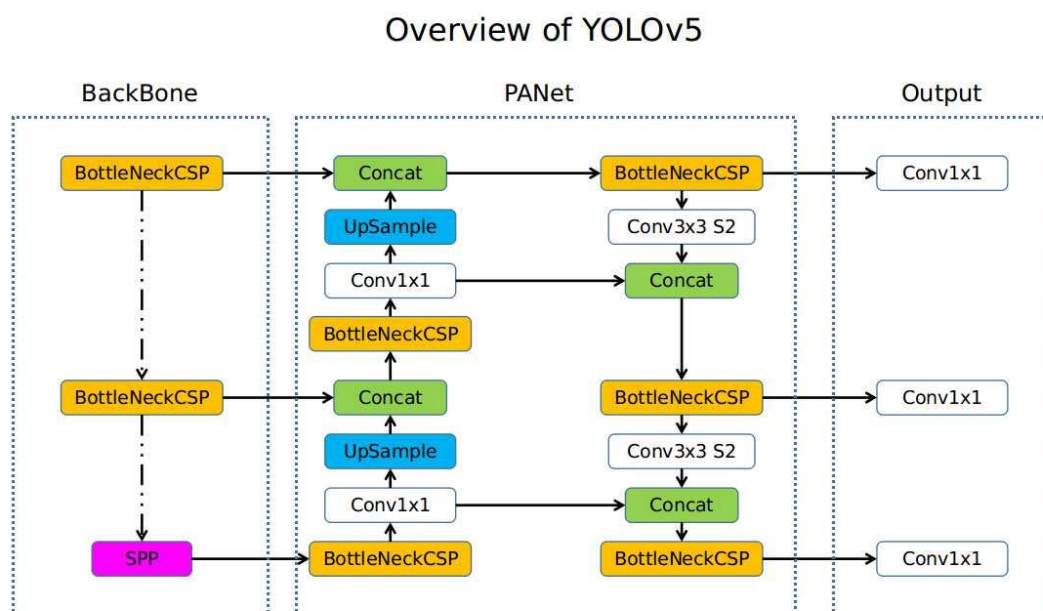 Overview of YOLOv5
BackBone
PANet
Output
BottleNeckCSP
Concat
BottleNeckCSP
Conv1x1
UpSample
Conv3x3 S2
Conv1x1
Concat
BottleNeckCSP
BottleNeckCSP
Concat
BottleNeckCSP
Conv1x1
UpSample
Conv3x3 S2
Conv1x1
Concat
SPP
BottleNeckCSP
BottleNeckCSP
Conv1x1